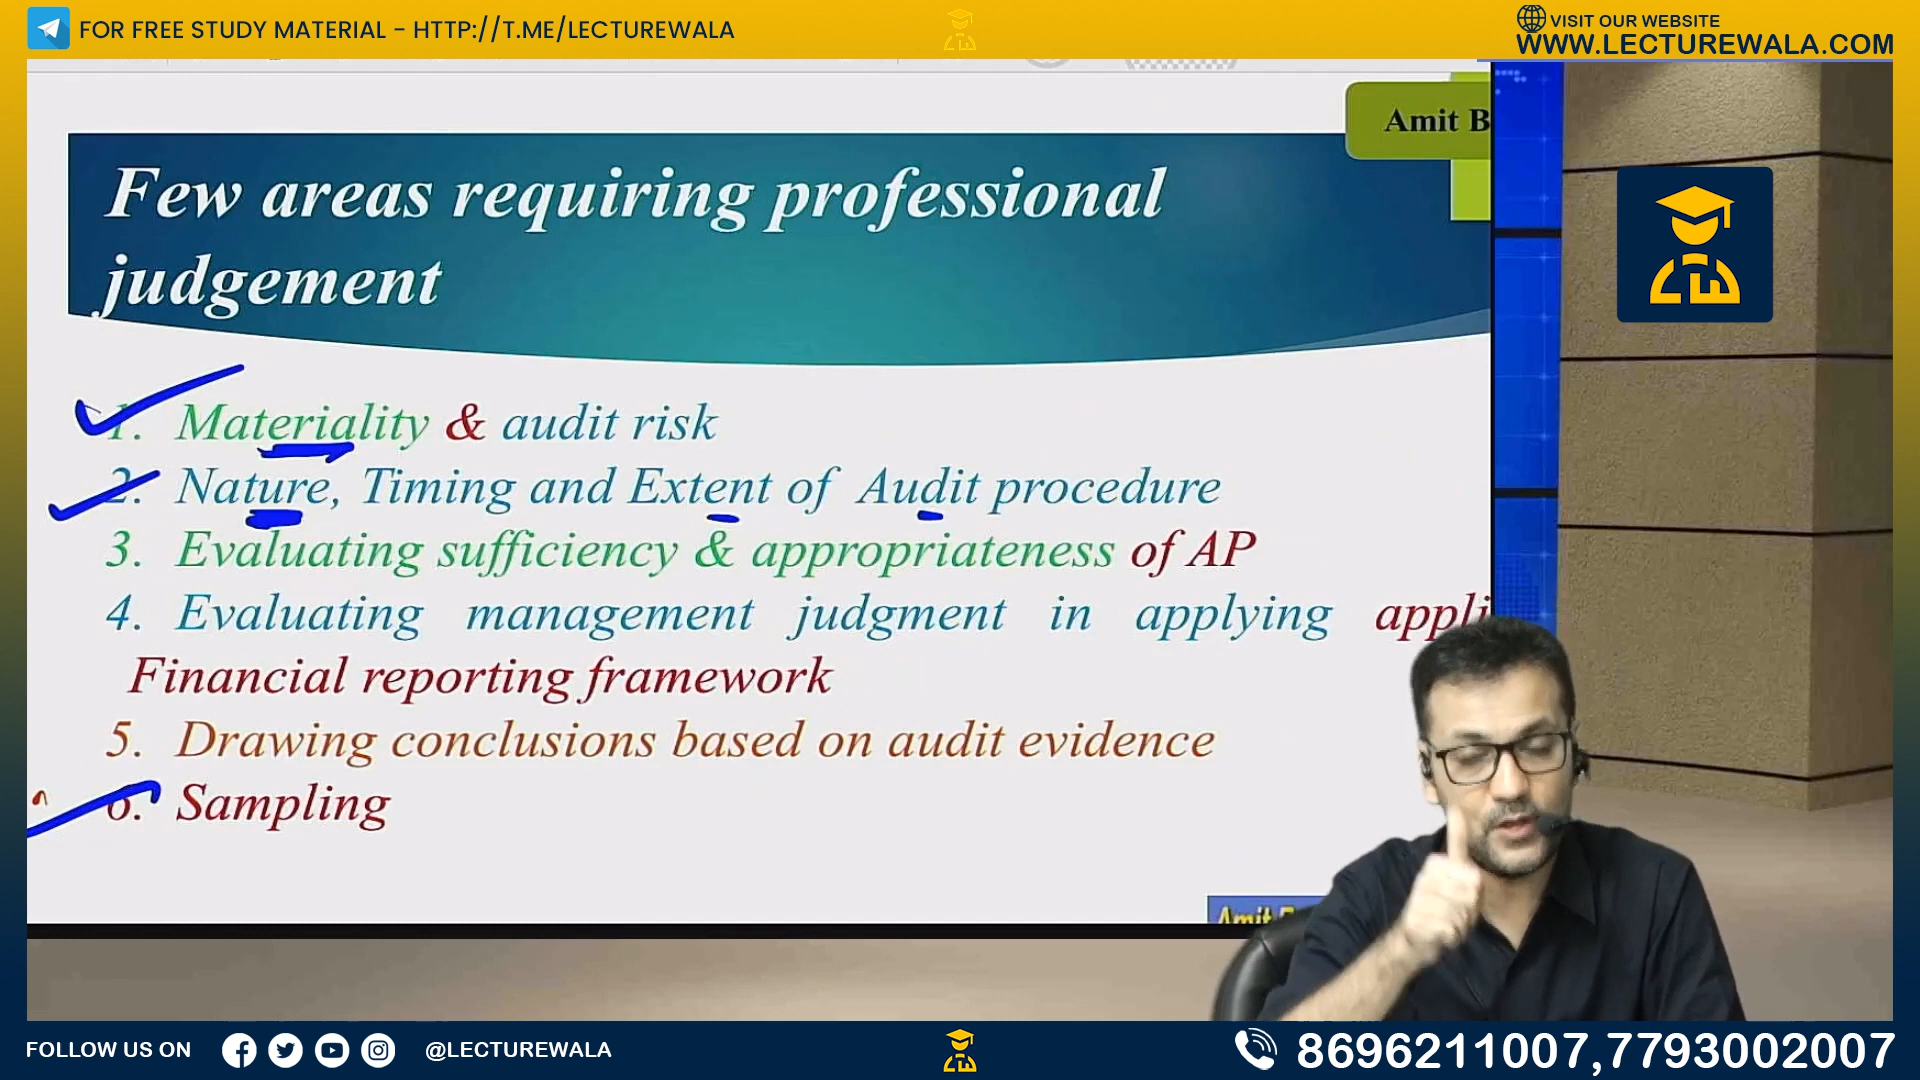 FOR FREE STUDY MATERIAL - HTTP://T.ME/LECTUREWALA
VISIT OUR WEBSITE
WWW.LECTUREWALA.COM
Amit B
Few areas requiring professional
judgement
1. Materiality & audit risk
2. Nature, Timing and Extent of Audit procedure
3. Evaluating sufficiency & appropriateness of AP
4. Evaluating management judgment in applying appli
Financial reporting framework
5. Drawing conclusions based on audit evidence
6. Sampling
Amit
FOLLOW US ON
@LECTUREWALA
8696211007,7793002007